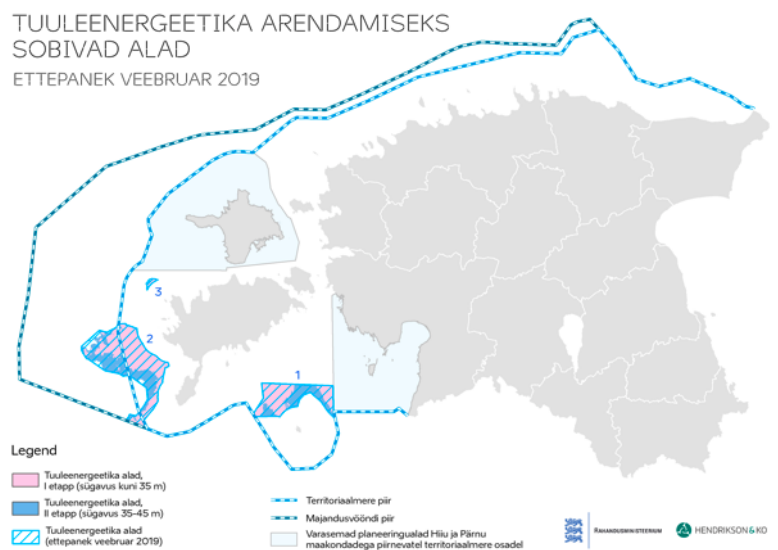 TUULEENERGEETIKA ARENDAMISEKS
SOBIVAD ALAD
ETTEPANEK VEEBRUAR 2019
3
2
1
Legend
Tuuleenergeetika alad,
I etapp (sügavus kuni 35 m)
Tuuleenergeetika alad,
II etapp (sügavus 35-45 m)
Tuuleenergeetika alad
(ettepanek veebruar 2019)
Territoriaalmere piir
Majandusvööndi piir
Varasemad planeeringualad Hiiu ja Pärnu
maakondadega piirnevatel territoriaalmere osadel
RAHANDUSMINISTEERIUM
HENDRIKSON&KO